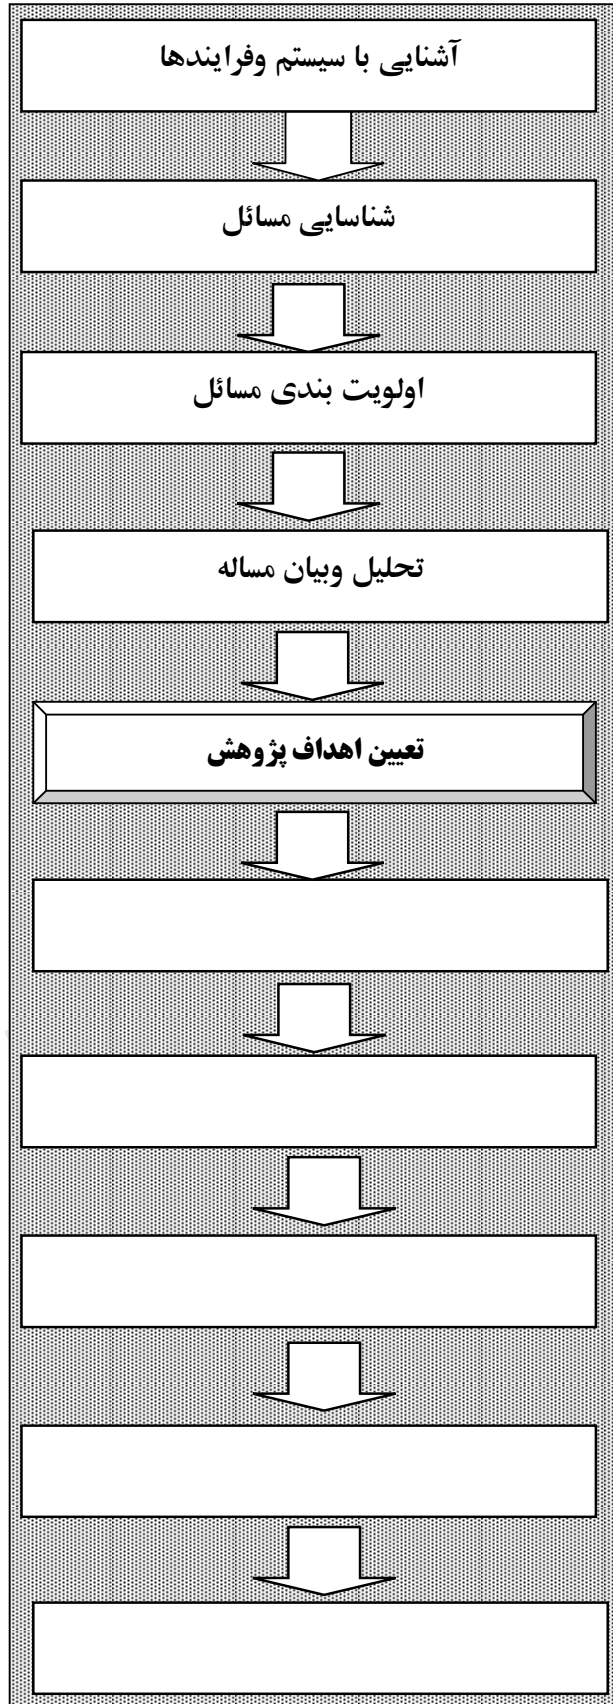 آشنایی با سیستم وفرایندها
شناسایی مسائل
اولویت بندی مسائل
تحلیل وبیان مساله
تعیین اهداف پژوهش